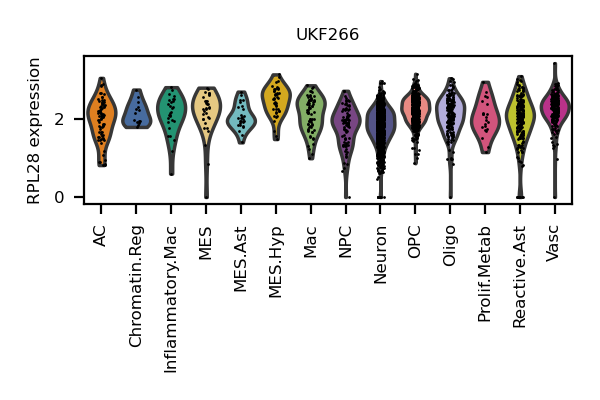 UKF266
RPL28 expression
2
0
AC
Chromatin.Reg
Inflammatory.Mac
MES
MES.Ast
MES.Hyp
Mac
NPC
Neuron
OPC
Oligo
Prolif.Metab
Reactive.Ast
Vasc